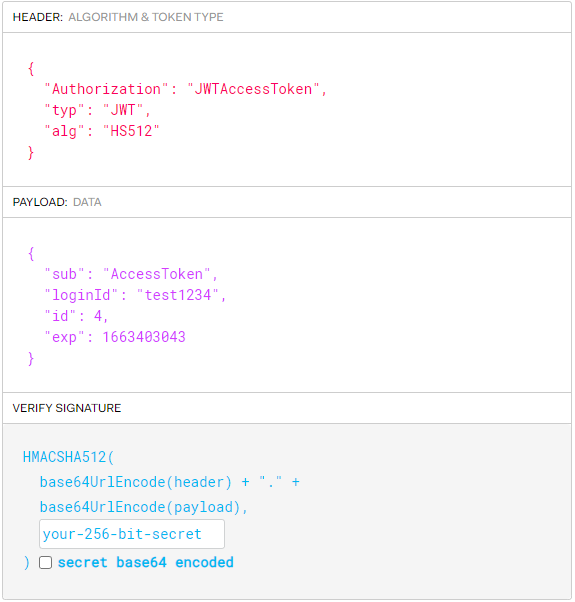 HEADER: ALGORITHM & TOKEN TYPE
{
"Authorization": "JWTAccessToken",
"typ": "JWT",
"alg": "HS512"
}
PAYLOAD: DATA
{
"sub": "AccessToken",
"loginId": "test1234",
"id": 4,
"exp": 1663403043
}
VERIFY SIGNATURE
HMACSHA512(
base64UrlEncode(header) + "." +
base64UrlEncode(payload),
your-256-bit-secret
) secret base64 encoded